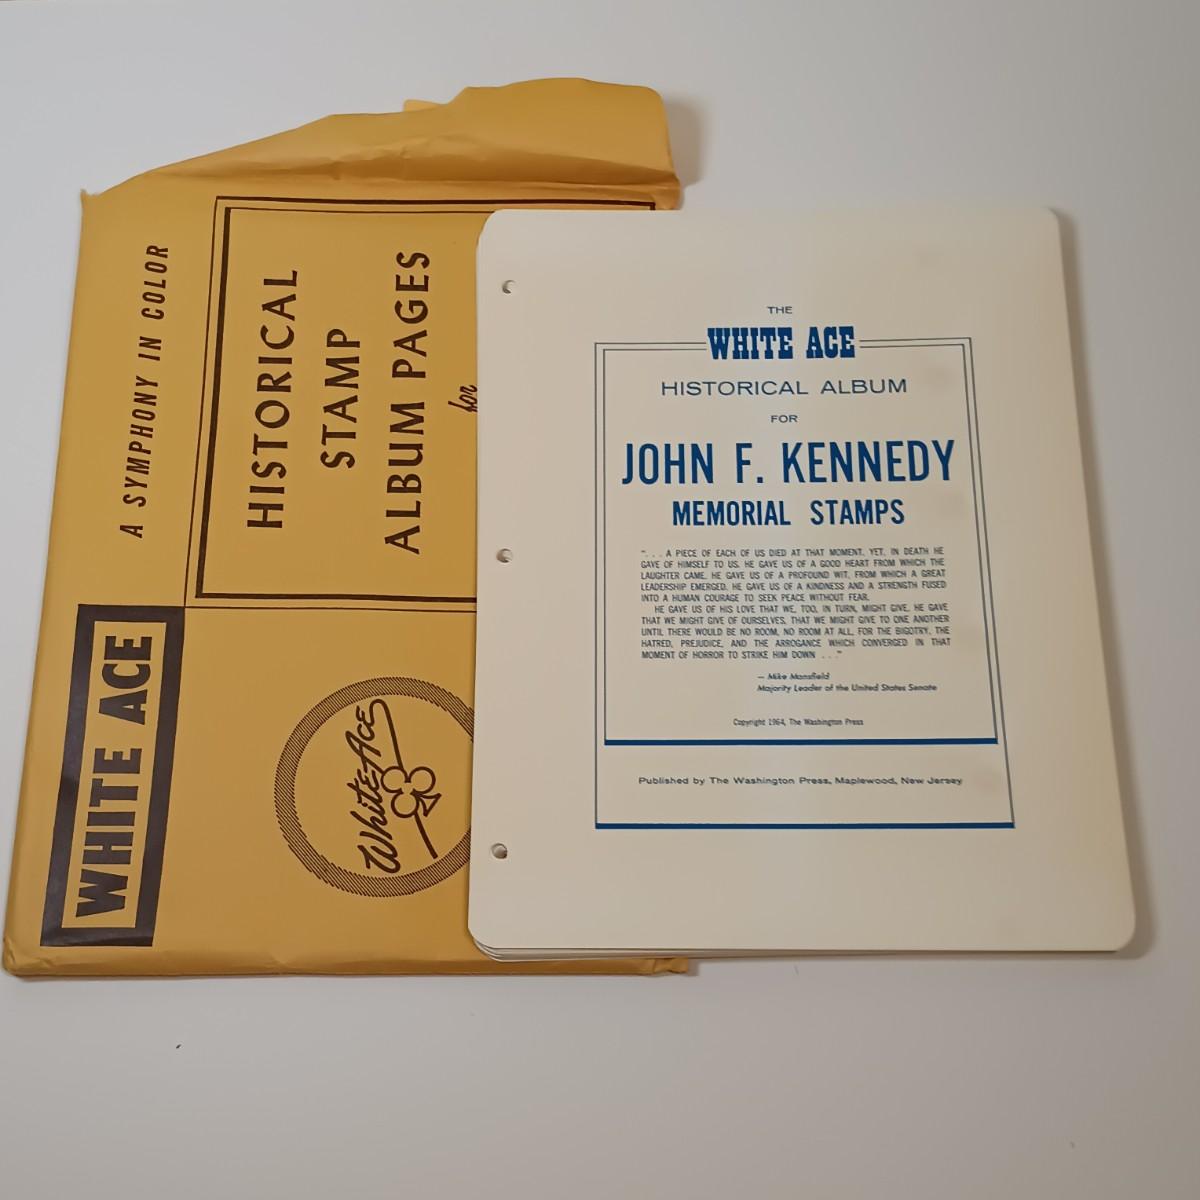 A SYMPHONY IN COLOR
HISTORICAL
STAMP
ALBUM PAGES
for
WHITE ACE
White Ace
THE
WHITE ACE
HISTORICAL ALBUM
FOR
JOHN F. KENNEDY
MEMORIAL STAMPS
". . . A PIECE OF EACH OF US DIED AT THAT MOMENT. YET, IN DEATH HE
GAVE OF HIMSELF TO US. HE GAVE US OF A GOOD HEART FROM WHICH THE
LAUGHTER CAME. HE GAVE US OF A PROFOUND WIT, FROM WHICH A GREAT
LEADERSHIP EMERGED. HE GAVE US OF A KINDNESS AND A STRENGTH FUSED
INTO A HUMAN COURAGE TO SEEK PEACE WITHOUT FEAR.
HE GAVE US OF HIS LOVE THAT WE, TOO, IN TURN, MIGHT GIVE. HE GAVE
THAT WE MIGHT GIVE OF OURSELVES, THAT WE MIGHT GIVE TO ONE ANOTHER
UNTIL THERE WOULD BE NO ROOM, NO ROOM AT ALL, FOR THE BIGOTRY, THE
HATRED, PREJUDICE, AND THE ARROGANCE WHICH CONVERGED IN THAT
MOMENT OF HORROR TO STRIKE HIM DOWN . . ."
— Mike Mansfield
Majority Leader of the United States Senate
Copyright 1964, The Washington Press
Published by The Washington Press, Maplewood, New Jersey